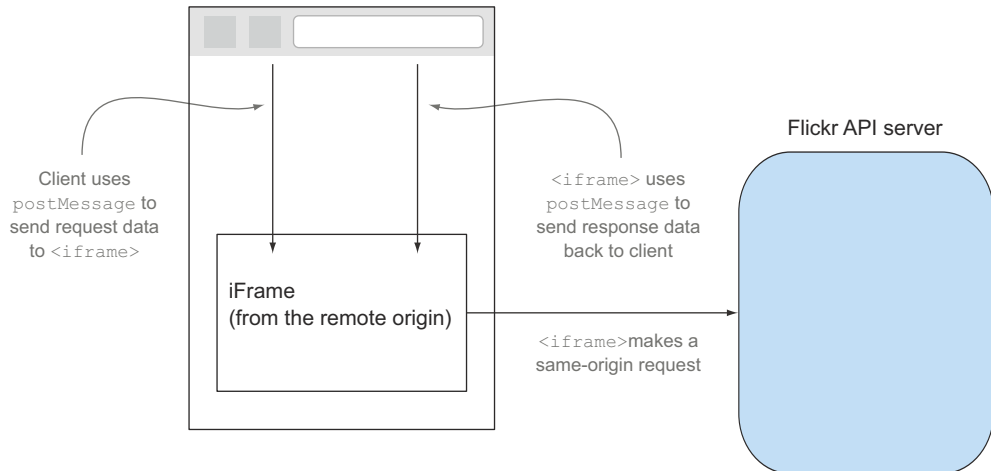 Flickr API server
Client uses
postMessage to
send request data
to <iframe>
<iframe> uses
postMessage to
send response data
back to client
iFrame
(from the remote origin)
<iframe>makes a
same-origin request